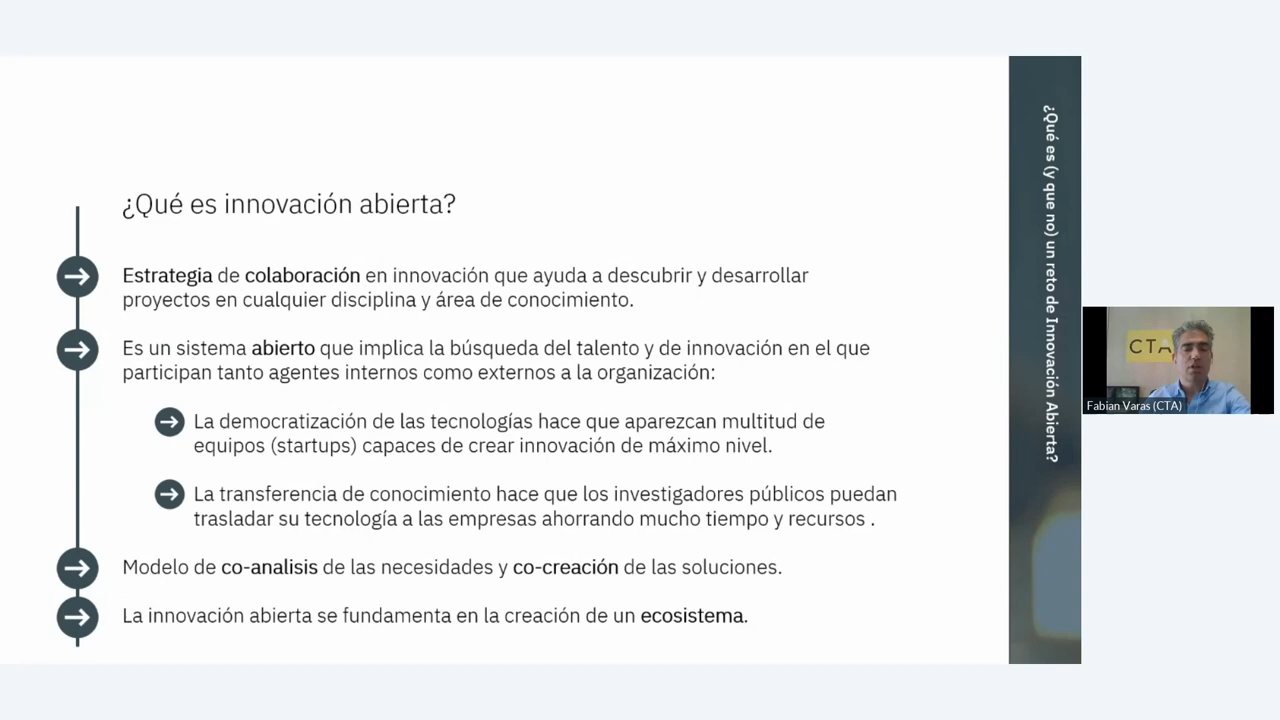 ¿Qué es innovación abierta?
Estrategia de colaboración en innovación que ayuda a descubrir y desarrollar
proyectos en cualquier disciplina y área de conocimiento.
Es un sistema abierto que implica la búsqueda del talento y de innovación en el que
participan tanto agentes internos como externos a la organización:
La democratización de las tecnologías hace que aparezcan multitud de
equipos (startups) capaces de crear innovación de máximo nivel.
La transferencia de conocimiento hace que los investigadores públicos puedan
trasladar su tecnología a las empresas ahorrando mucho tiempo y recursos .
Modelo de co-analisis de las necesidades y co-creación de las soluciones.
La innovación abierta se fundamenta en la creación de un ecosistema.
¿Qué es (y que no) un reto de Innovación Abierta?
CTA
Fabian Varas (CTA)